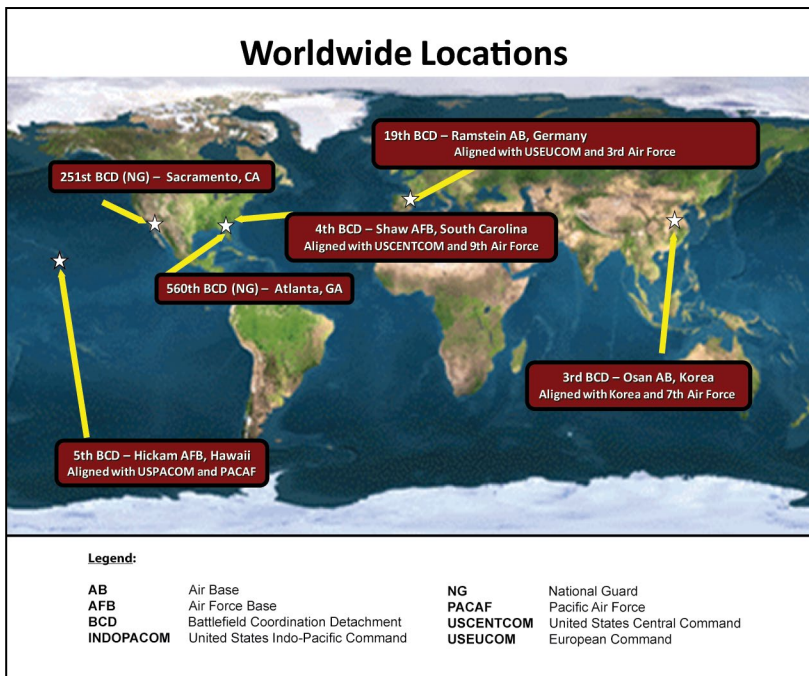 Worldwide Locations
19th BCD – Ramstein AB, Germany
Aligned with USEUCOM and 3rd Air Force
251st BCD (NG) – Sacramento, CA
4th BCD – Shaw AFB, South Carolina
Aligned with USCENTCOM and 9th Air Force
560th BCD (NG) – Atlanta, GA
3rd BCD – Osan AB, Korea
Aligned with Korea and 7th Air Force
5th BCD – Hickam AFB, Hawaii
Aligned with USPACOM and PACAF
Legend:
AB Air Base
AFB Air Force Base
BCD Battlefield Coordination Detachment
INDOPACOM United States Indo-Pacific Command
NG National Guard
PACAF Pacific Air Force
USCENTCOM United States Central Command
USEUCOM European Command